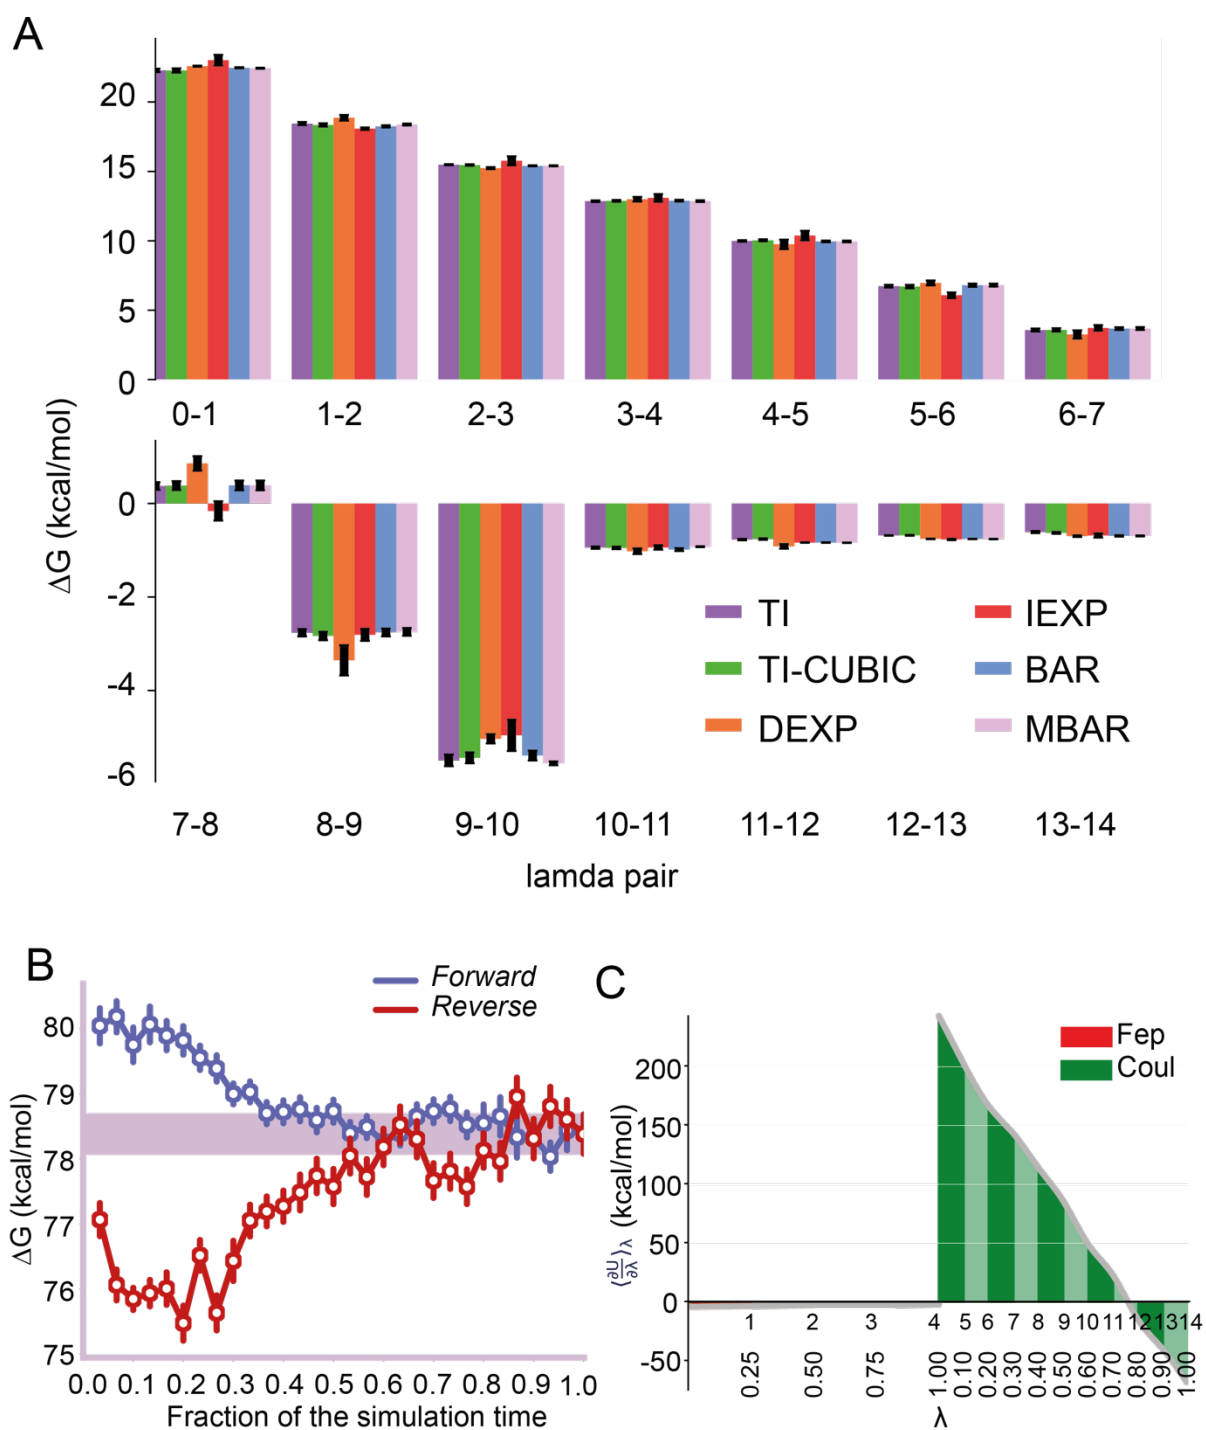 A
20
15
10
5
0
0-1 1-2 2-3 3-4 4-5 5-6 6-7
ΔG (kcal/mol)
0
-2
-4
-6
TI IEXP
TI-CUBIC BAR
DEXP MBAR
7-8 8-9 9-10 10-11 11-12 12-13 13-14
lamda pair
B
Forward
Reverse
80
79
78
77
76
75
ΔG (kcal/mol)
0.0 0.1 0.2 0.3 0.4 0.5 0.6 0.7 0.8 0.9 1.0
Fraction of the simulation time
C
Fep
Coul
200
150
100
50
0
-50
⟨∂U/∂λ⟩λ (kcal/mol)
1 2 3 4 5 6 7 8 9 10 11 12 13 14
0.25 0.50 0.75 1.00 0.10 0.20 0.30 0.40 0.50 0.60 0.70 0.80 0.90 1.00
λ